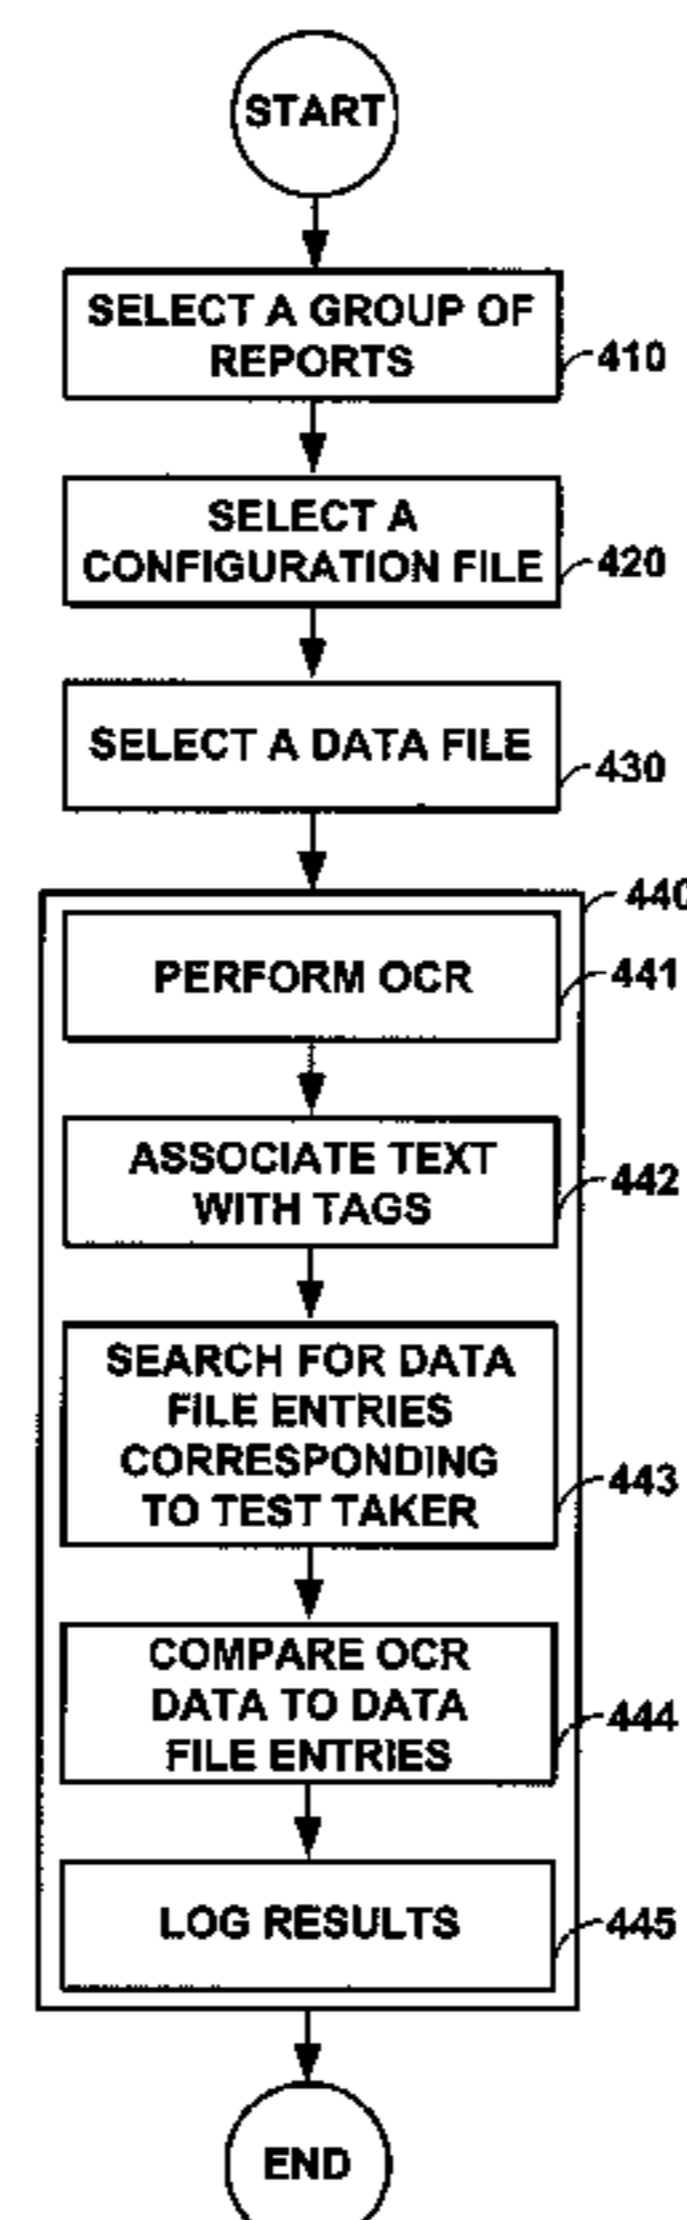 START
SELECT A GROUP OF
REPORTS
410
SELECT A
CONFIGURATION FILE
420
SELECT A DATA FILE
430
440
PERFORM OCR
441
ASSOCIATE TEXT
WITH TAGS
442
SEARCH FOR DATA
FILE ENTRIES
CORRESPONDING
TO TEST TAKER
443
COMPARE OCR
DATA TO DATA
FILE ENTRIES
444
LOG RESULTS
445
END